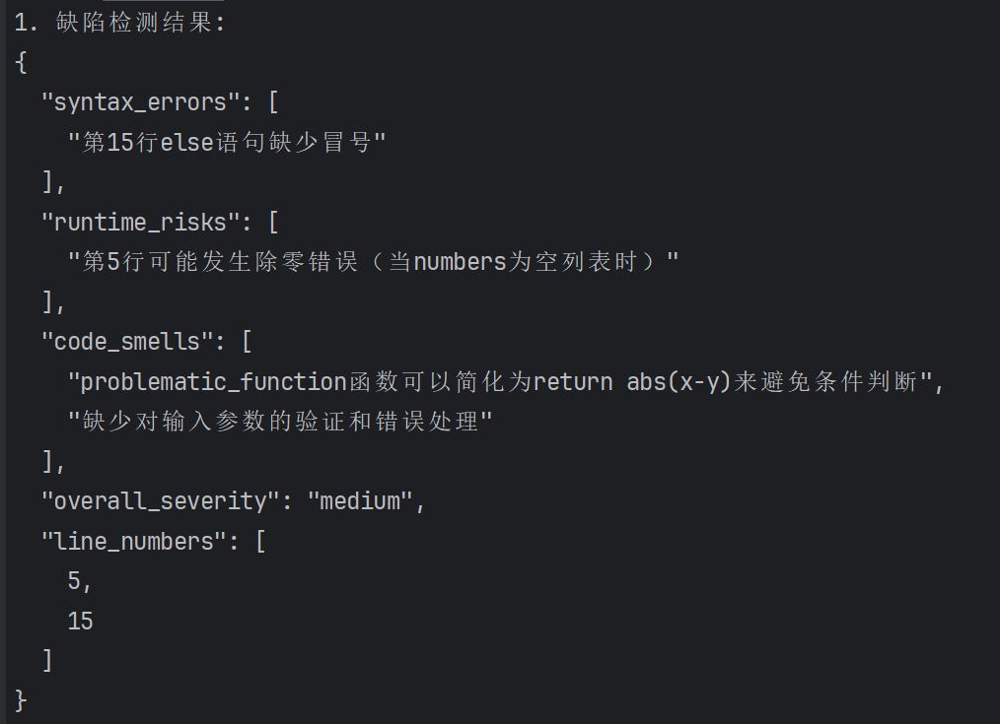 1. 缺陷检测结果:
{
  "syntax_errors": [
    "第15行else语句缺少冒号"
  ],
  "runtime_risks": [
    "第5行可能发生除零错误（当numbers为空列表时）"
  ],
  "code_smells": [
    "problematic_function函数可以简化为return abs(x-y)来避免条件判断",
    "缺少对输入参数的验证和错误处理"
  ],
  "overall_severity": "medium",
  "line_numbers": [
    5,
    15
  ]
}